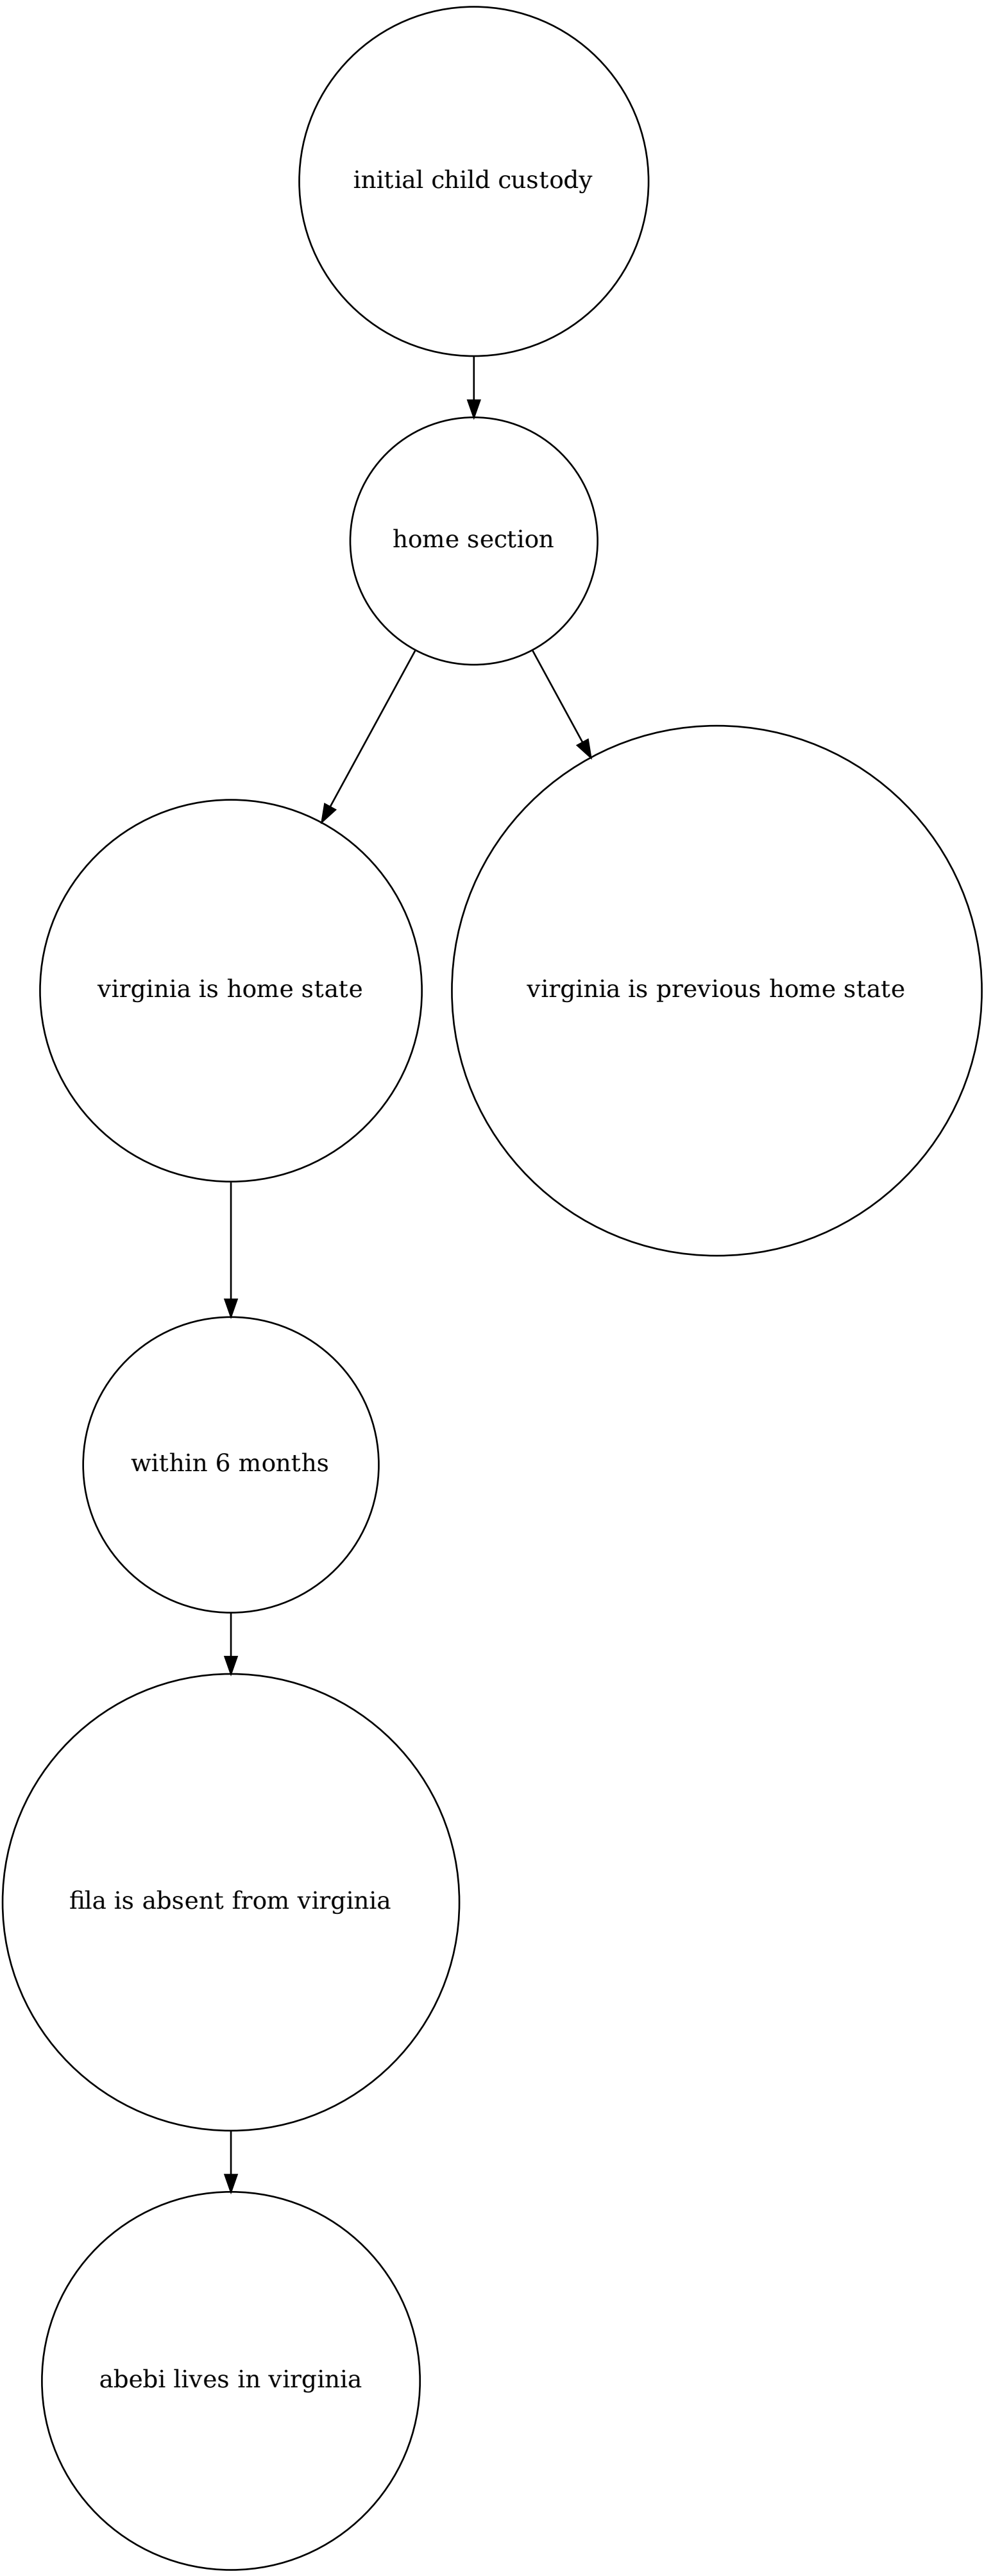 initial child custody
home section
virginia is home state
virginia is previous home state
within 6 months
fila is absent from virginia
abebi lives in virginia